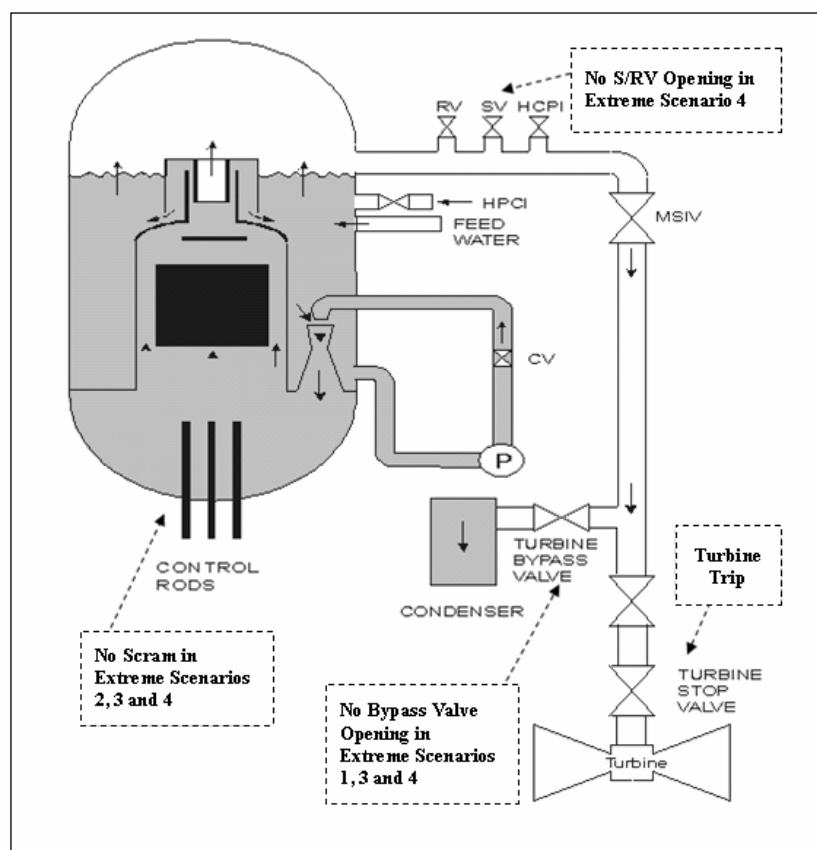 No S/RV Opening in
Extreme Scenario 4
RV SV HCPI
HPCI
FEED
WATER
MSIV
CV
P
CONTROL
RODS
No Scram in
Extreme Scenarios
2, 3 and 4
CONDENSER
TURBINE
BYPASS
VALVE
No Bypass Valve
Opening in
Extreme Scenarios
1, 3 and 4
Turbine
Trip
TURBINE
STOP
VALVE
Turbine